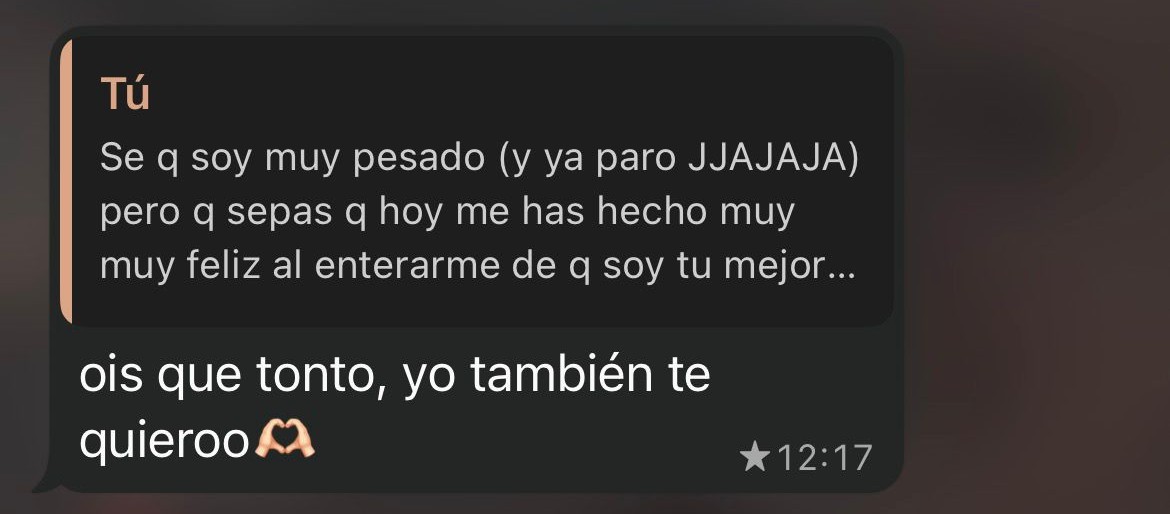 Tú
Se q soy muy pesado (y ya paro JJAJAJA)
pero q sepas q hoy me has hecho muy
muy feliz al enterarme de q soy tu mejor...
ois que tonto, yo también te
quieroo🫶🏻
★12:17